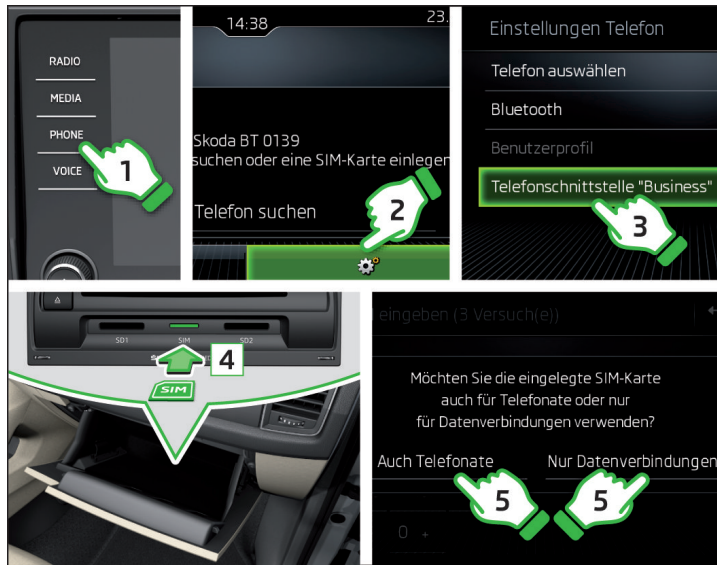 RADIO
MEDIA
PHONE
VOICE
1
14:38
23.
Skoda BT 0139
suchen oder eine SIM-Karte einlegen
Telefon suchen
2
Einstellungen Telefon
Telefon auswählen
Bluetooth
Benutzerprofil
Telefonschnittstelle "Business"
3
SD1
SIM
SD2
4
SIM
eingeben (3 Versuch(e))
Möchten Sie die eingelegte SIM-Karte
auch für Telefonate oder nur
für Datenverbindungen verwenden?
Auch Telefonate
Nur Datenverbindungen
5
5
0 +